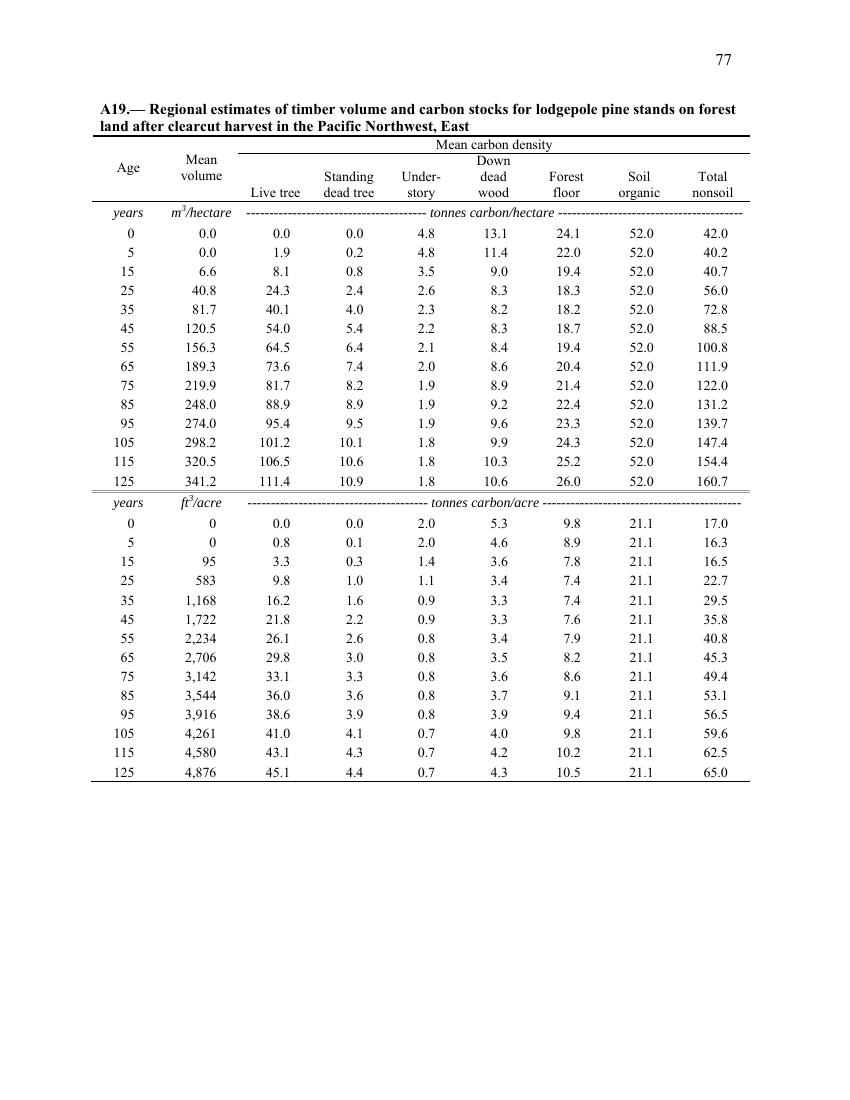 77
A19.— Regional estimates of timber volume and carbon stocks for lodgepole pine stands on forest
land after clearcut harvest in the Pacific Northwest, East
Age Mean volume Mean carbon density
Live tree Standing dead tree Under-story Down dead wood Forest floor Soil organic Total nonsoil
years m³/hectare ---------------------------------------- tonnes carbon/hectare ----------------------------------------
0 0.0 0.0 0.0 4.8 13.1 24.1 52.0 42.0
5 0.0 1.9 0.2 4.8 11.4 22.0 52.0 40.2
15 6.6 8.1 0.8 3.5 9.0 19.4 52.0 40.7
25 40.8 24.3 2.4 2.6 8.3 18.3 52.0 56.0
35 81.7 40.1 4.0 2.3 8.2 18.2 52.0 72.8
45 120.5 54.0 5.4 2.2 8.3 18.7 52.0 88.5
55 156.3 64.5 6.4 2.1 8.4 19.4 52.0 100.8
65 189.3 73.6 7.4 2.0 8.6 20.4 52.0 111.9
75 219.9 81.7 8.2 1.9 8.9 21.4 52.0 122.0
85 248.0 88.9 8.9 1.9 9.2 22.4 52.0 131.2
95 274.0 95.4 9.5 1.9 9.6 23.3 52.0 139.7
105 298.2 101.2 10.1 1.8 9.9 24.3 52.0 147.4
115 320.5 106.5 10.6 1.8 10.3 25.2 52.0 154.4
125 341.2 111.4 10.9 1.8 10.6 26.0 52.0 160.7
years ft³/acre ---------------------------------------- tonnes carbon/acre ----------------------------------------
0 0 0.0 0.0 2.0 5.3 9.8 21.1 17.0
5 0 0.8 0.1 2.0 4.6 8.9 21.1 16.3
15 95 3.3 0.3 1.4 3.6 7.8 21.1 16.5
25 583 9.8 1.0 1.1 3.4 7.4 21.1 22.7
35 1,168 16.2 1.6 0.9 3.3 7.4 21.1 29.5
45 1,722 21.8 2.2 0.9 3.3 7.6 21.1 35.8
55 2,234 26.1 2.6 0.8 3.4 7.9 21.1 40.8
65 2,706 29.8 3.0 0.8 3.5 8.2 21.1 45.3
75 3,142 33.1 3.3 0.8 3.6 8.6 21.1 49.4
85 3,544 36.0 3.6 0.8 3.7 9.1 21.1 53.1
95 3,916 38.6 3.9 0.8 3.9 9.4 21.1 56.5
105 4,261 41.0 4.1 0.7 4.0 9.8 21.1 59.6
115 4,580 43.1 4.3 0.7 4.2 10.2 21.1 62.5
125 4,876 45.1 4.4 0.7 4.3 10.5 21.1 65.0